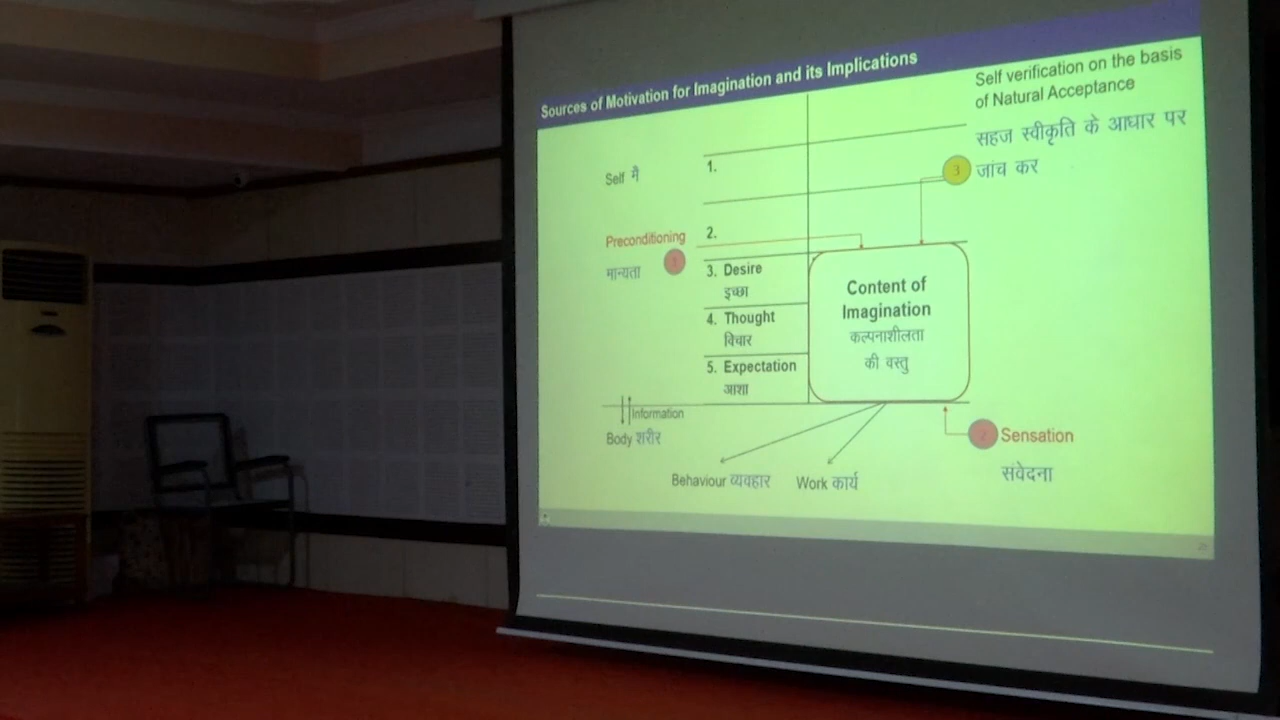 Sources of Motivation for Imagination and its Implications
Self verification on the basis
of Natural Acceptance
सहज स्वीकृति के आधार पर
3 जांच कर
Self मैं
1.
Preconditioning
मान्यता 1
2.
3. Desire
इच्छा
4. Thought
विचार
5. Expectation
आशा
Content of
Imagination
कल्पनाशीलता
की वस्तु
Information
Body शरीर
2 Sensation
संवेदना
Behaviour व्यवहार
Work कार्य